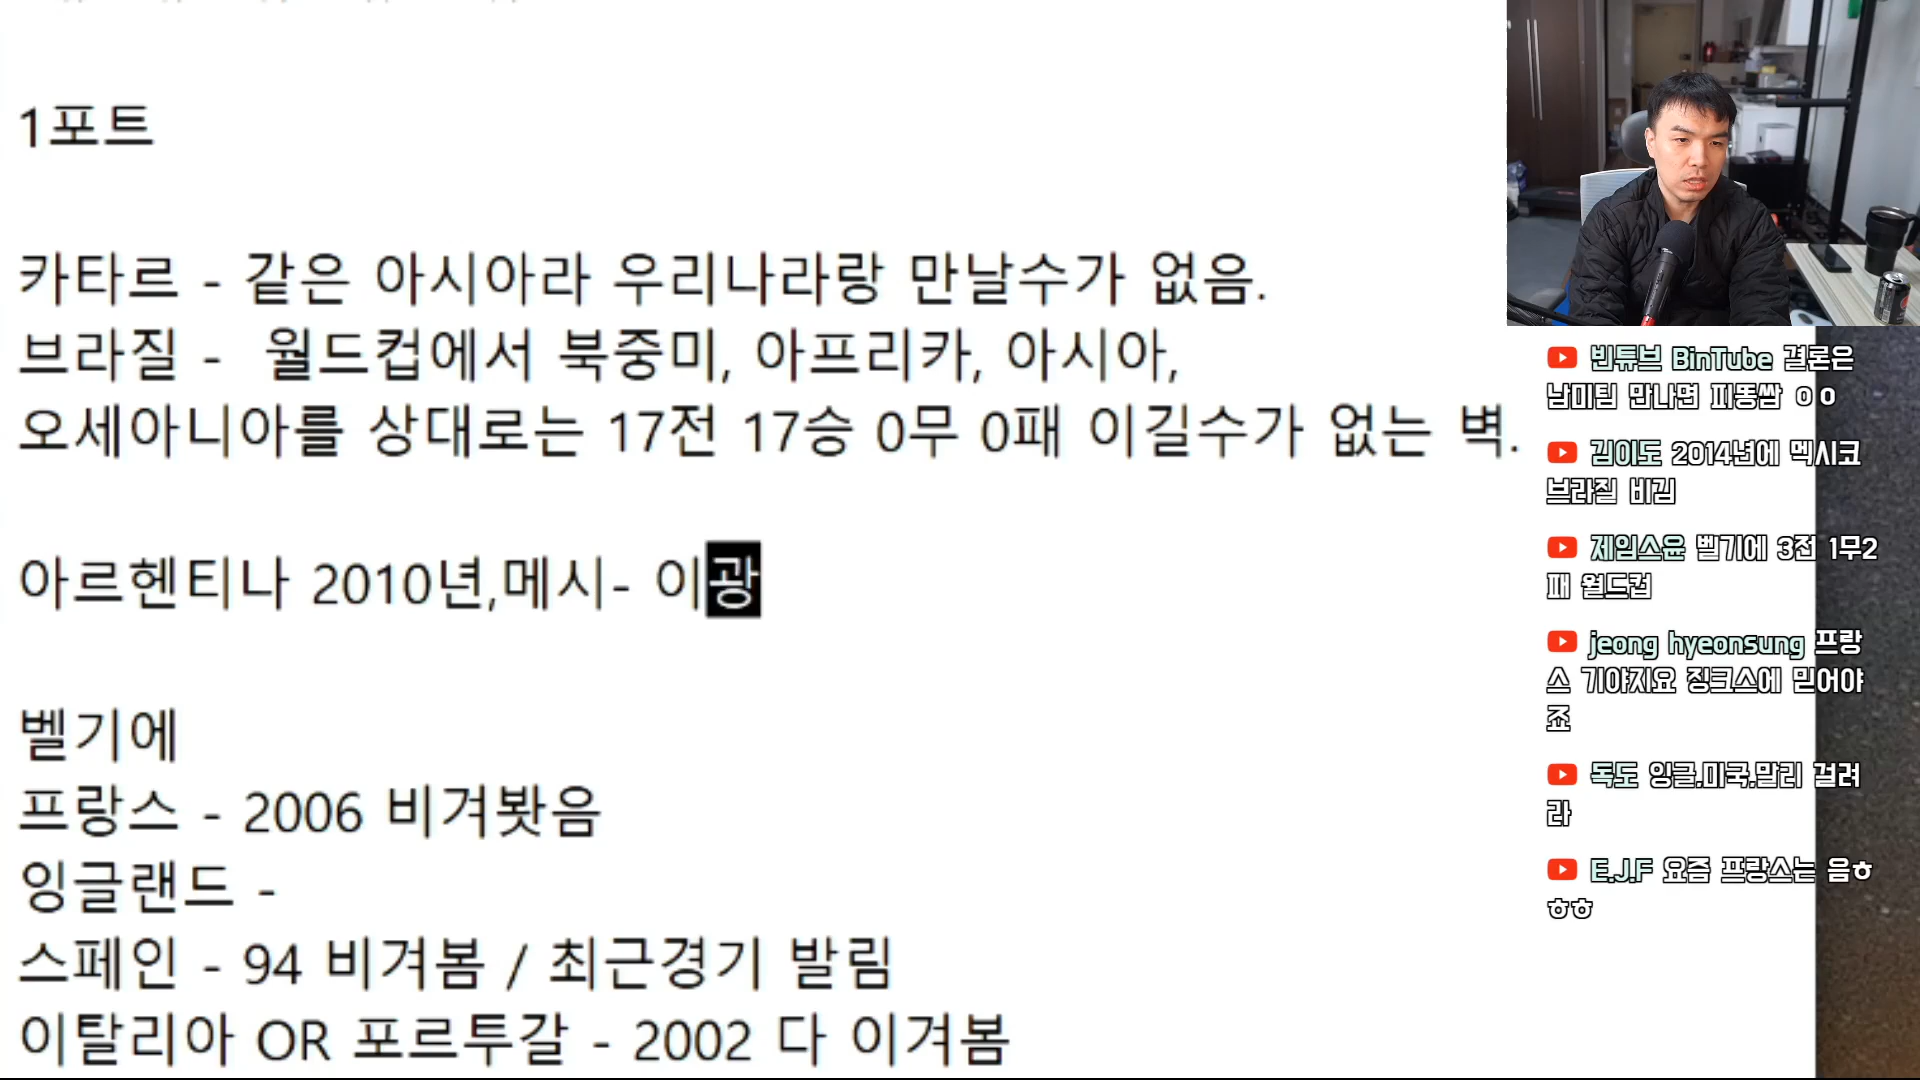 1포트
카타르 - 같은 아시아라 우리나라랑 만날수가 없음.
브라질 - 월드컵에서 북중미, 아프리카, 아시아,
오세아니아를 상대로는 17전 17승 0무 0패 이길수가 없는 벽.
아르헨티나 2010년,메시- 이광
벨기에
프랑스 - 2006 비겨봣음
잉글랜드 -
스페인 - 94 비겨봄 / 최근경기 발림
이탈리아 OR 포르투갈 - 2002 다 이겨봄
빈튜브 BinTube 결론은
남미팀 만나면 피똥쌈 ㅇㅇ
김이도 2014년에 멕시코
브라질 비김
제임스윤 벨기에 3전 1무2
패 월드컵
jeong hyeonsung 프랑
스 기야지요 징크스에 믿어야
죠
독도 잉글.미국.말리 걸려
라
E.J.F 요즘 프랑스는 음ㅎ
ㅎㅎ